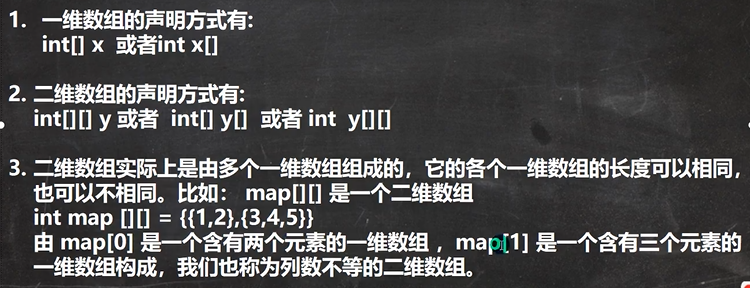 1. 一维数组的声明方式有:
int[] x 或者int x[]
2. 二维数组的声明方式有:
int[][] y 或者 int[] y[] 或者 int y[][]
3. 二维数组实际上是由多个一维数组组成的，它的各个一维数组的长度可以相同，
也可以不相同。比如： map[][] 是一个二维数组
int map [][] = {{1,2},{3,4,5}}
由 map[0] 是一个含有两个元素的一维数组 ，map[1] 是一个含有三个元素的
一维数组构成，我们也称为列数不等的二维数组。